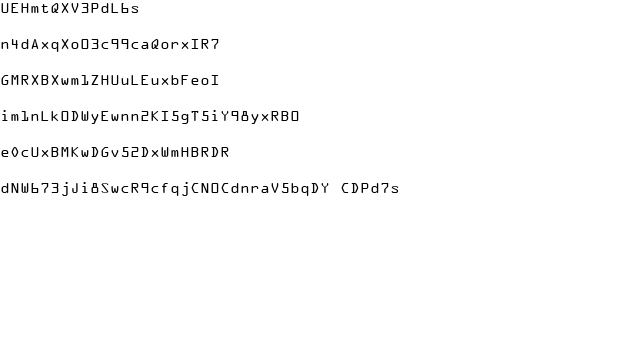 UEHmtQXV3PdL6s
n4dAxqXoO3c99caQorxIR7
GMRXBXwm1ZHUuLEuxbFeoI
im1nLkODWyEwnn2KI5gT5iY98yxRBO
e0cUxBMKwDGv52DxWmHBRDR
dNW673jJi8SwcR9cfqjCNOCdnraV5bqDY CDPd7s